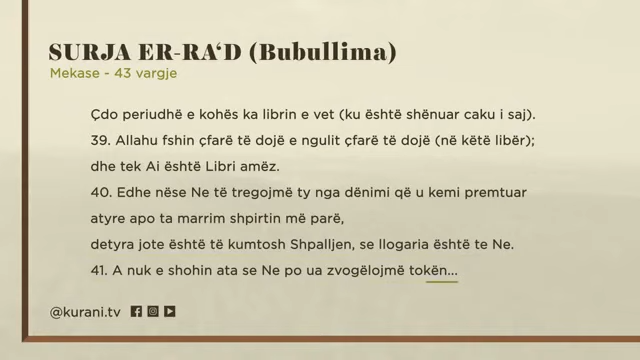 SURJA ER-RA‘D (Bubullima)
Mekase - 43 vargje
Çdo periudhë e kohës ka librin e vet (ku është shënuar caku i saj).
39. Allahu fshin çfarë të dojë e ngulit çfarë të dojë (në këtë libër);
dhe tek Ai është Libri amëz.
40. Edhe nëse Ne të tregojmë ty nga dënimi që u kemi premtuar
atyre apo ta marrim shpirtin më parë,
detyra jote është të kumtosh Shpalljen, se llogaria është te Ne.
41. A nuk e shohin ata se Ne po ua zvogëlojmë tokën...
@kurani.tv